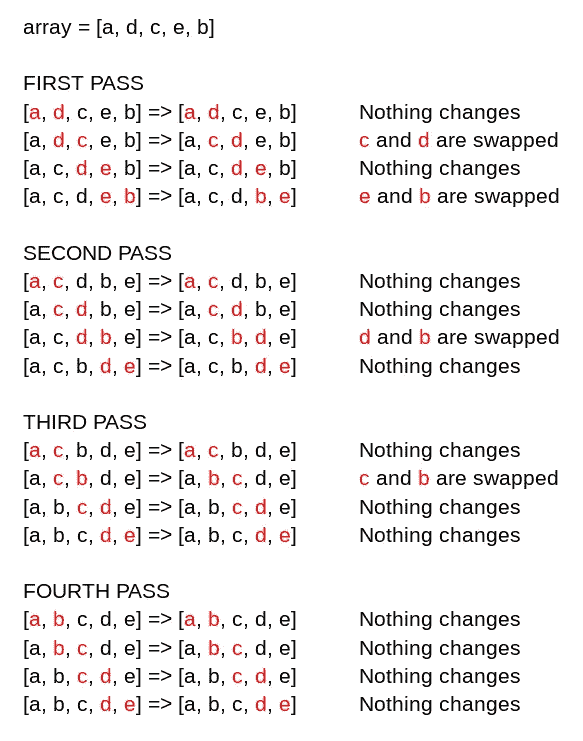 array = [a, d, c, e, b]
FIRST PASS
[a, d, c, e, b] => [a, d, c, e, b] Nothing changes
[a, d, c, e, b] => [a, c, d, e, b] c and d are swapped
[a, c, d, e, b] => [a, c, d, e, b] Nothing changes
[a, c, d, e, b] => [a, c, d, b, e] e and b are swapped
SECOND PASS
[a, c, d, b, e] => [a, c, d, b, e] Nothing changes
[a, c, d, b, e] => [a, c, d, b, e] Nothing changes
[a, c, d, b, e] => [a, c, b, d, e] d and b are swapped
[a, c, b, d, e] => [a, c, b, d, e] Nothing changes
THIRD PASS
[a, c, b, d, e] => [a, c, b, d, e] Nothing changes
[a, c, b, d, e] => [a, b, c, d, e] c and b are swapped
[a, b, c, d, e] => [a, b, c, d, e] Nothing changes
[a, b, c, d, e] => [a, b, c, d, e] Nothing changes
FOURTH PASS
[a, b, c, d, e] => [a, b, c, d, e] Nothing changes
[a, b, c, d, e] => [a, b, c, d, e] Nothing changes
[a, b, c, d, e] => [a, b, c, d, e] Nothing changes
[a, b, c, d, e] => [a, b, c, d, e] Nothing changes